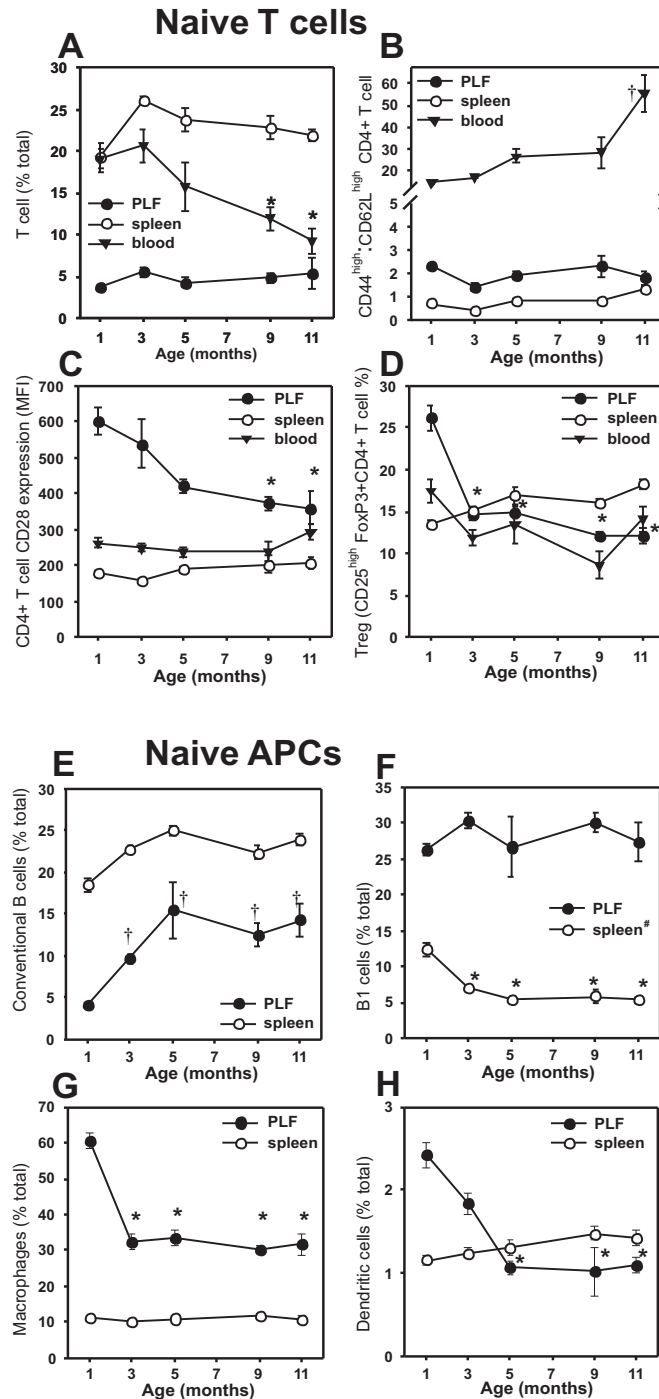 Naive T cells
A
T cell (% total)
30
25
20
15
10
5
0
PLF
spleen
blood
*
*
1 3 5 7 9 11
Age (months)
B
CD44high:CD62Lhigh CD4+ T cell
60
50
40
30
20
5
4
3
2
1
0
PLF
spleen
blood
†
1 3 5 7 9 11
Age (months)
C
CD4+ T cell CD28 expression (MFI)
700
600
500
400
300
200
100
0
PLF
spleen
blood
*
*
1 3 5 7 9 11
Age (months)
D
Treg (CD25high FoxP3+CD4+ T cell %)
30
25
20
15
10
5
0
PLF
spleen
blood
*
*
*
*
1 3 5 7 9 11
Age (months)
Naive APCs
E
Conventional B cells (% total)
30
25
20
15
10
5
0
†
†
†
†
PLF
spleen
1 3 5 7 9 11
Age (months)
F
B1 cells (% total)
35
30
25
20
15
10
5
0
PLF
spleen#
* * * *
1 3 5 7 9 11
Age (months)
G
Macrophages (% total)
70
60
50
40
30
20
10
0
PLF
spleen
* * * *
1 3 5 7 9 11
Age (months)
H
Dendritic cells (% total)
3
2
1
0
PLF
spleen
* * *
1 3 5 7 9 11
Age (months)